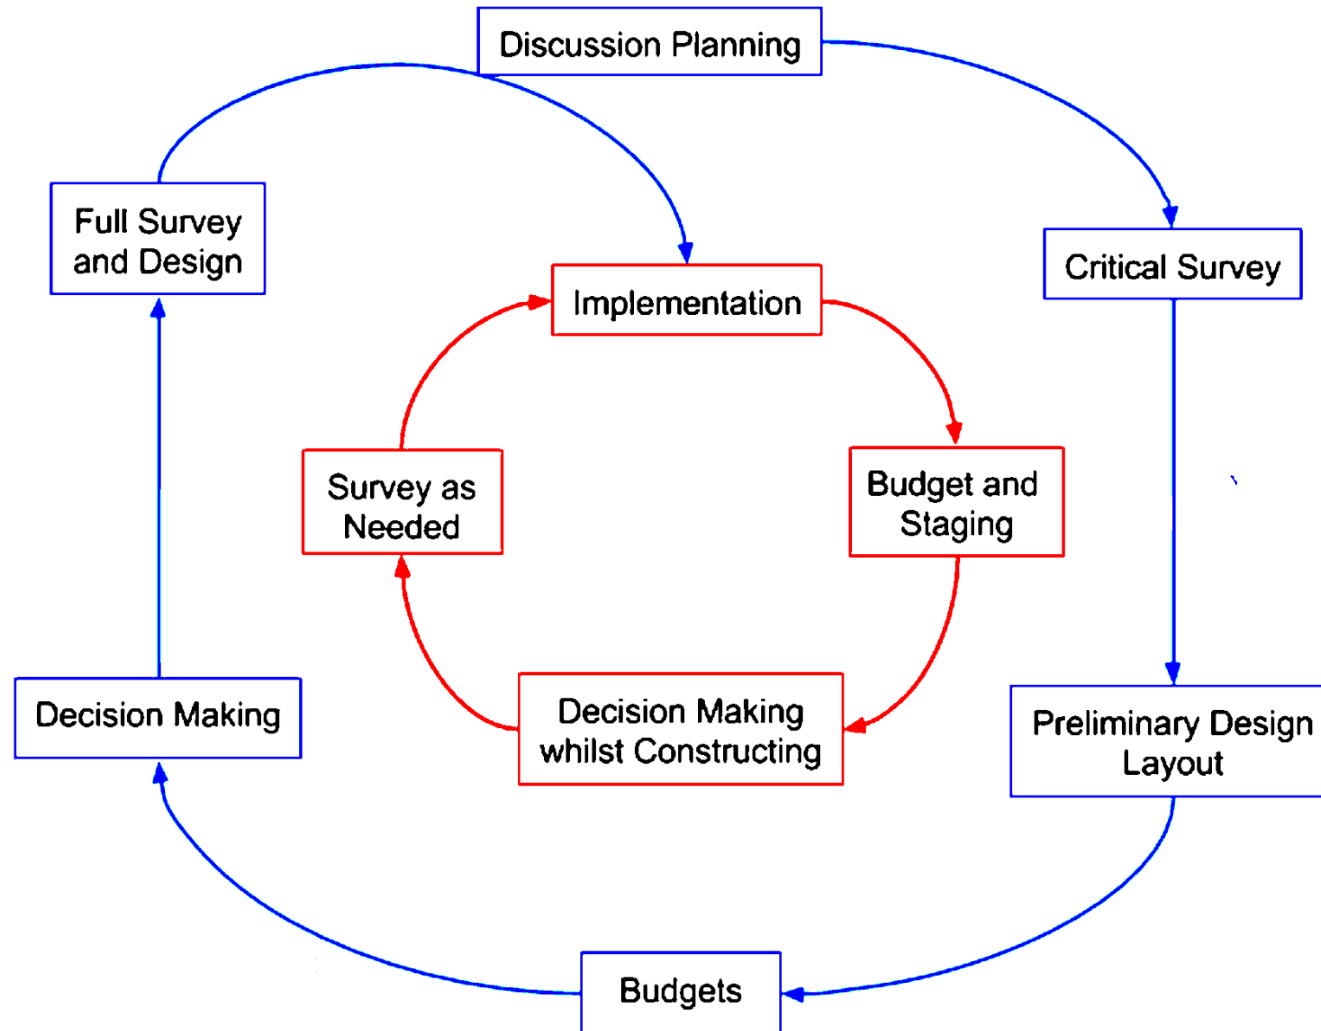 Discussion Planning
Full Survey
and Design
Critical Survey
Implementation
Survey as
Needed
Budget and
Staging
Decision Making
Decision Making
whilst Constructing
Preliminary Design
Layout
Budgets